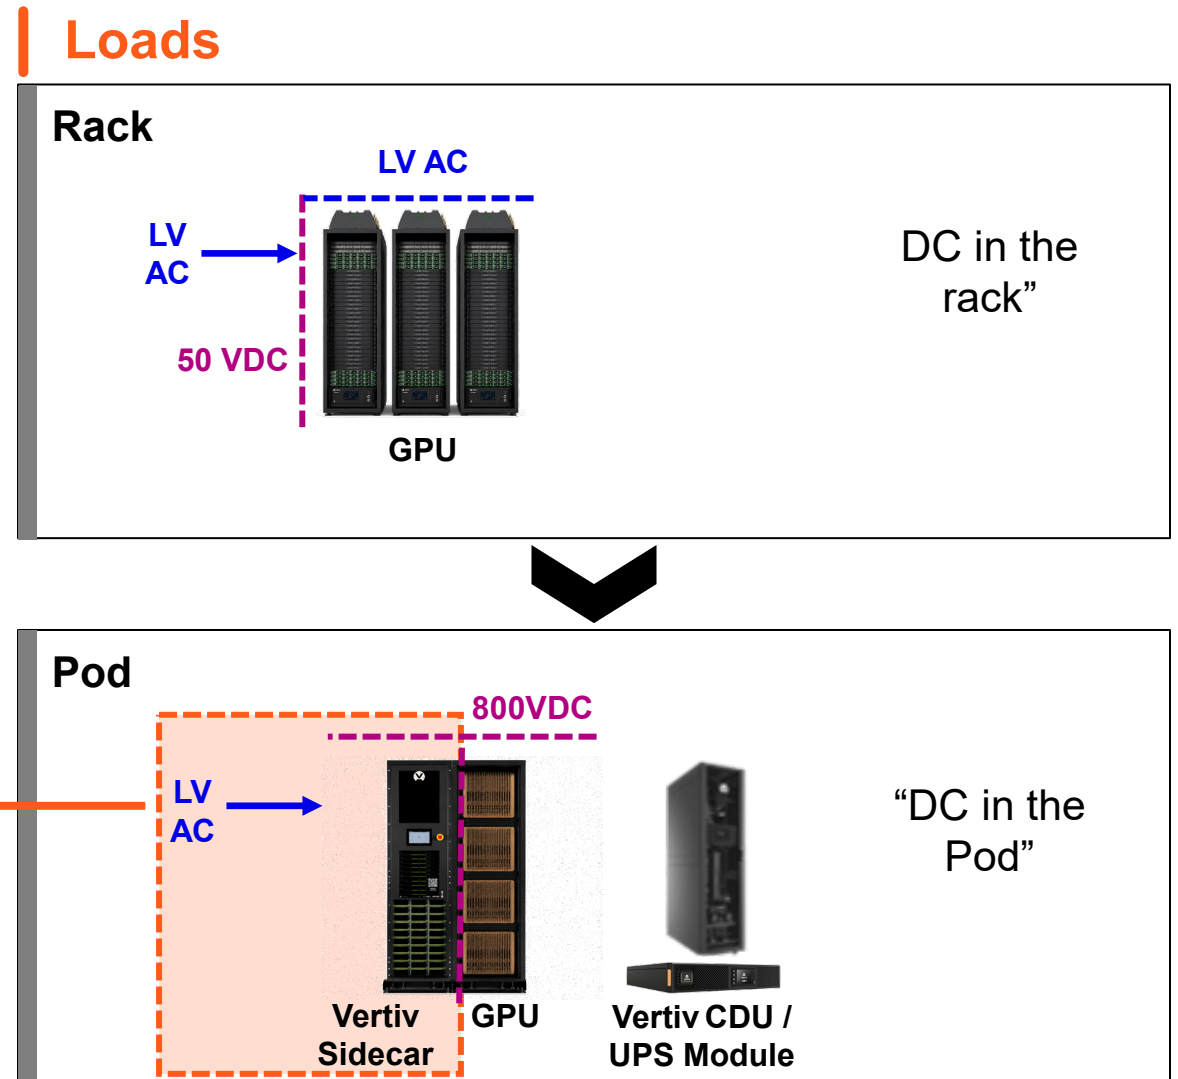 Loads
Rack
LV AC
LV
AC
50 VDC
GPU
DC in the
rack”
Pod
800VDC
LV
AC
Vertiv
Sidecar
GPU
Vertiv CDU /
UPS Module
“DC in the
Pod”